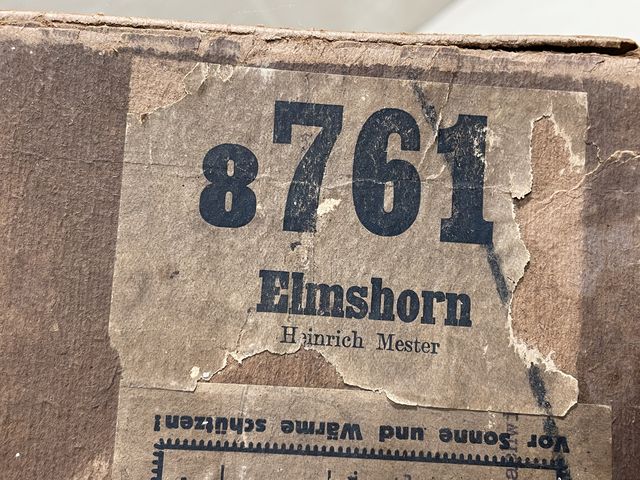 8761
Elmshorn
Heinrich Mester
Vor Sonne und Wärme schützen!